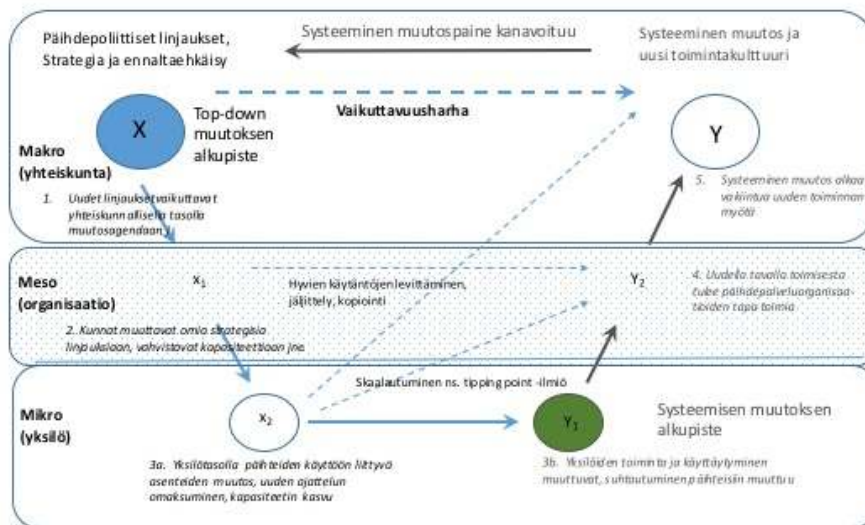 Päihdepoliittiset linjaukset,
Strategia ja ennaltaehkäisy
Systeeminen muutospaine kanavoituu
Systeeminen muutos ja
uusi toimintakulttuuri
X
Top-down
muutoksen
alkupiste
Vaikuttavuusharha
Y
Makro
(yhteiskunta)
1. Uudet linjaukset vaikuttavat
yhteiskunnallisella tasolla
muutosagendaan
5. Systeeminen muutos alkaa
vakiintua uuden toiminnan
myötä
Meso
(organisaatio)
x1
Hyvien käytäntöjen levittäminen,
jäljittely, kopiointi
Y2
4. Uudella tavalla toimisesta
tulee päihdepalveluorganisaa-
tioiden tapa toimia
2. Kunnat muuttavat omia strategisia
linjauksiaan, vahvistavat kapasiteettiaan jne.
Skaalautuminen ns. tipping point -ilmiö
Mikro
(yksilö)
x2
Y1
Systeemisen muutoksen
alkupiste
3a. Yksilötasolla päihteiden käyttöön liittyvä
asenteiden muutos, uuden ajattelun
omaksuminen, kapasiteetin kasvu
3b. Yksilöiden toiminta ja käyttäytyminen
muuttuvat, suhtautuminen päihteisiin muuttuu